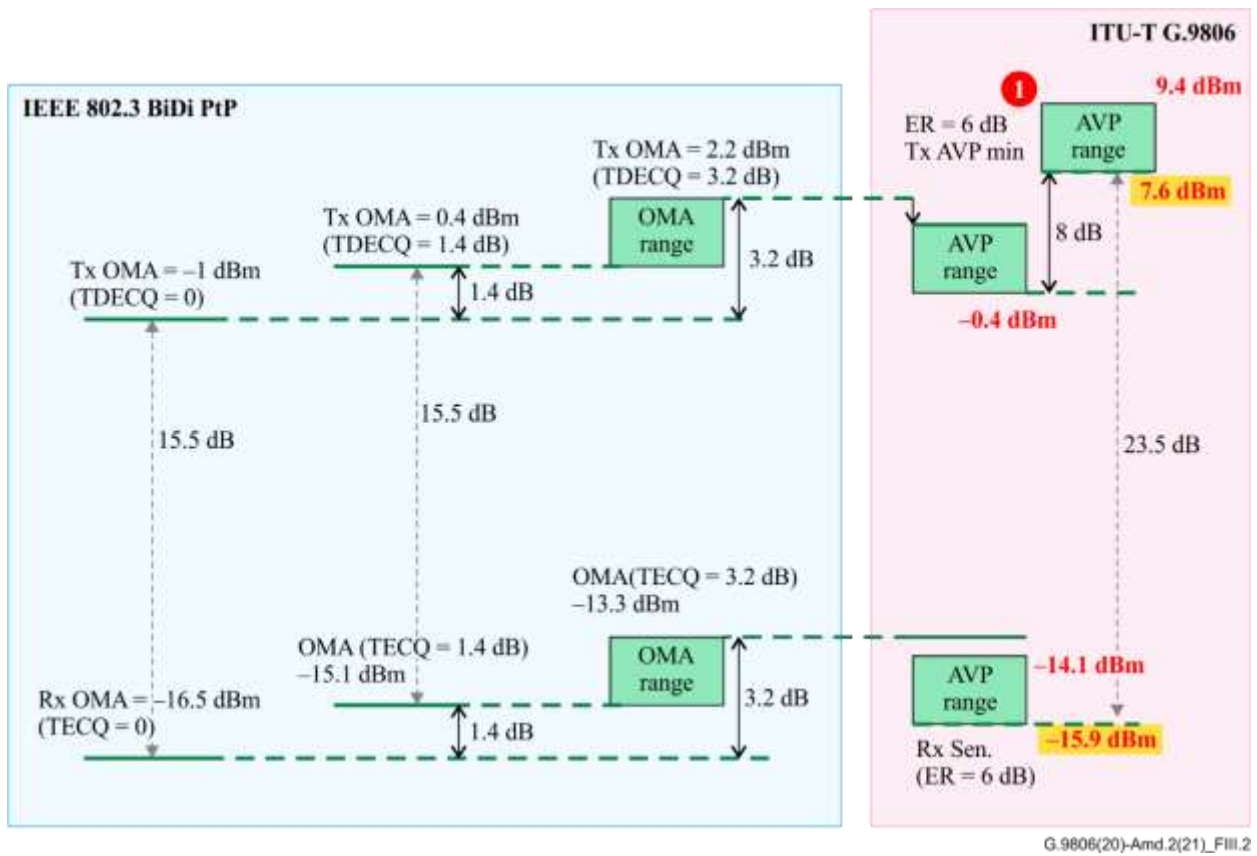 ITU-T G.9806
IEEE 802.3 BiDi PtP
1
9.4 dBm
ER = 6 dB
Tx AVP min
AVP
range
7.6 dBm
Tx OMA = 2.2 dBm
(TDECQ = 3.2 dB)
OMA
range
3.2 dB
8 dB
AVP
range
–0.4 dBm
Tx OMA = 0.4 dBm
(TDECQ = 1.4 dB)
1.4 dB
Tx OMA = –1 dBm
(TDECQ = 0)
15.5 dB
15.5 dB
23.5 dB
OMA(TECQ = 3.2 dB)
–13.3 dBm
OMA (TECQ = 1.4 dB)
–15.1 dBm
OMA
range
3.2 dB
AVP
range
–14.1 dBm
Rx OMA = –16.5 dBm
(TECQ = 0)
1.4 dB
–15.9 dBm
Rx Sen.
(ER = 6 dB)
G.9806(20)-Amd.2(21)_FIII.2